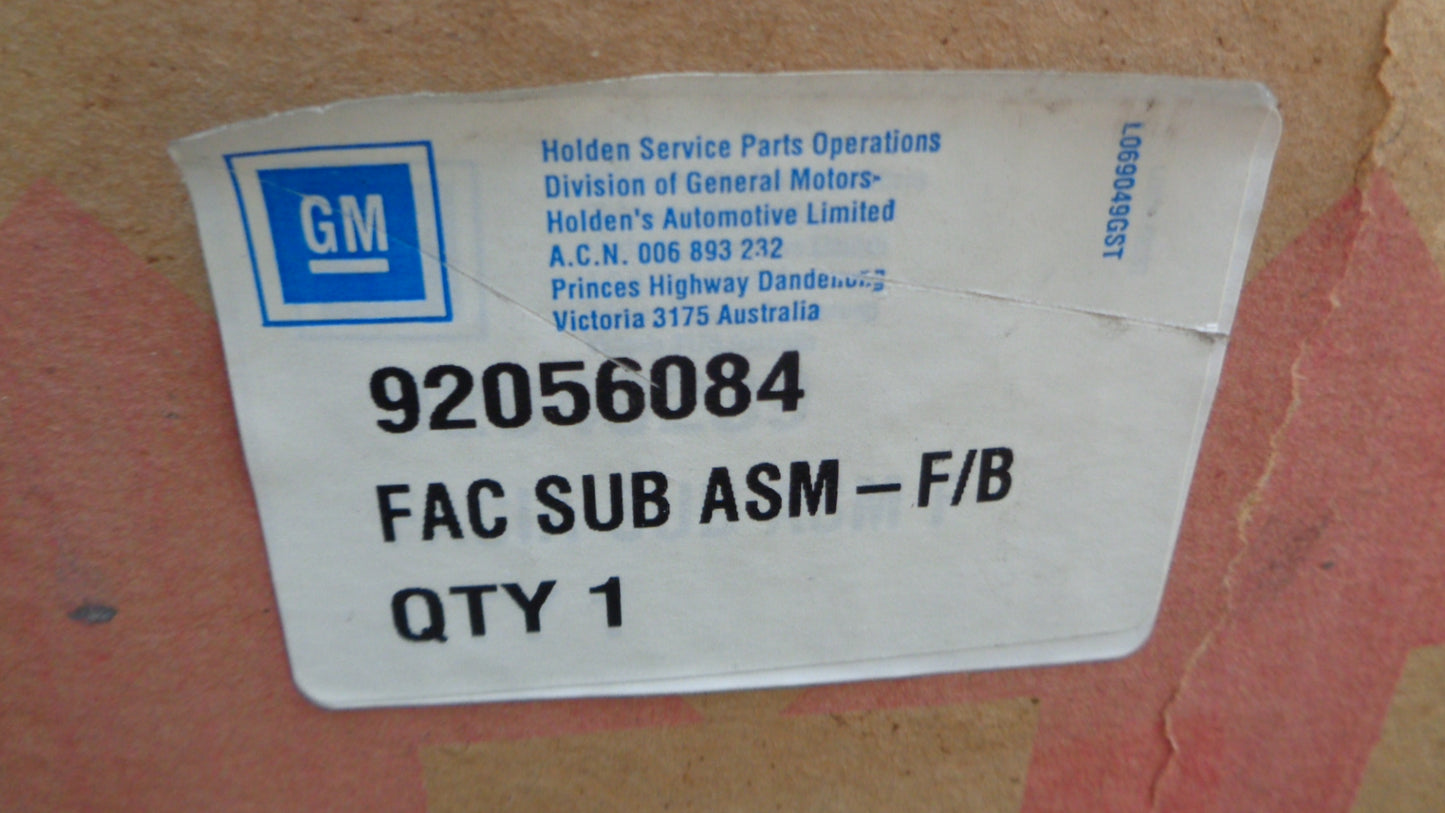 GM
Holden Service Parts Operations
Division of General Motors-
Holden's Automotive Limited
A.C.N. 006 893 232
Princes Highway Dandenong
Victoria 3175 Australia
L069049GST
92056084
FAC SUB ASM – F/B
QTY 1